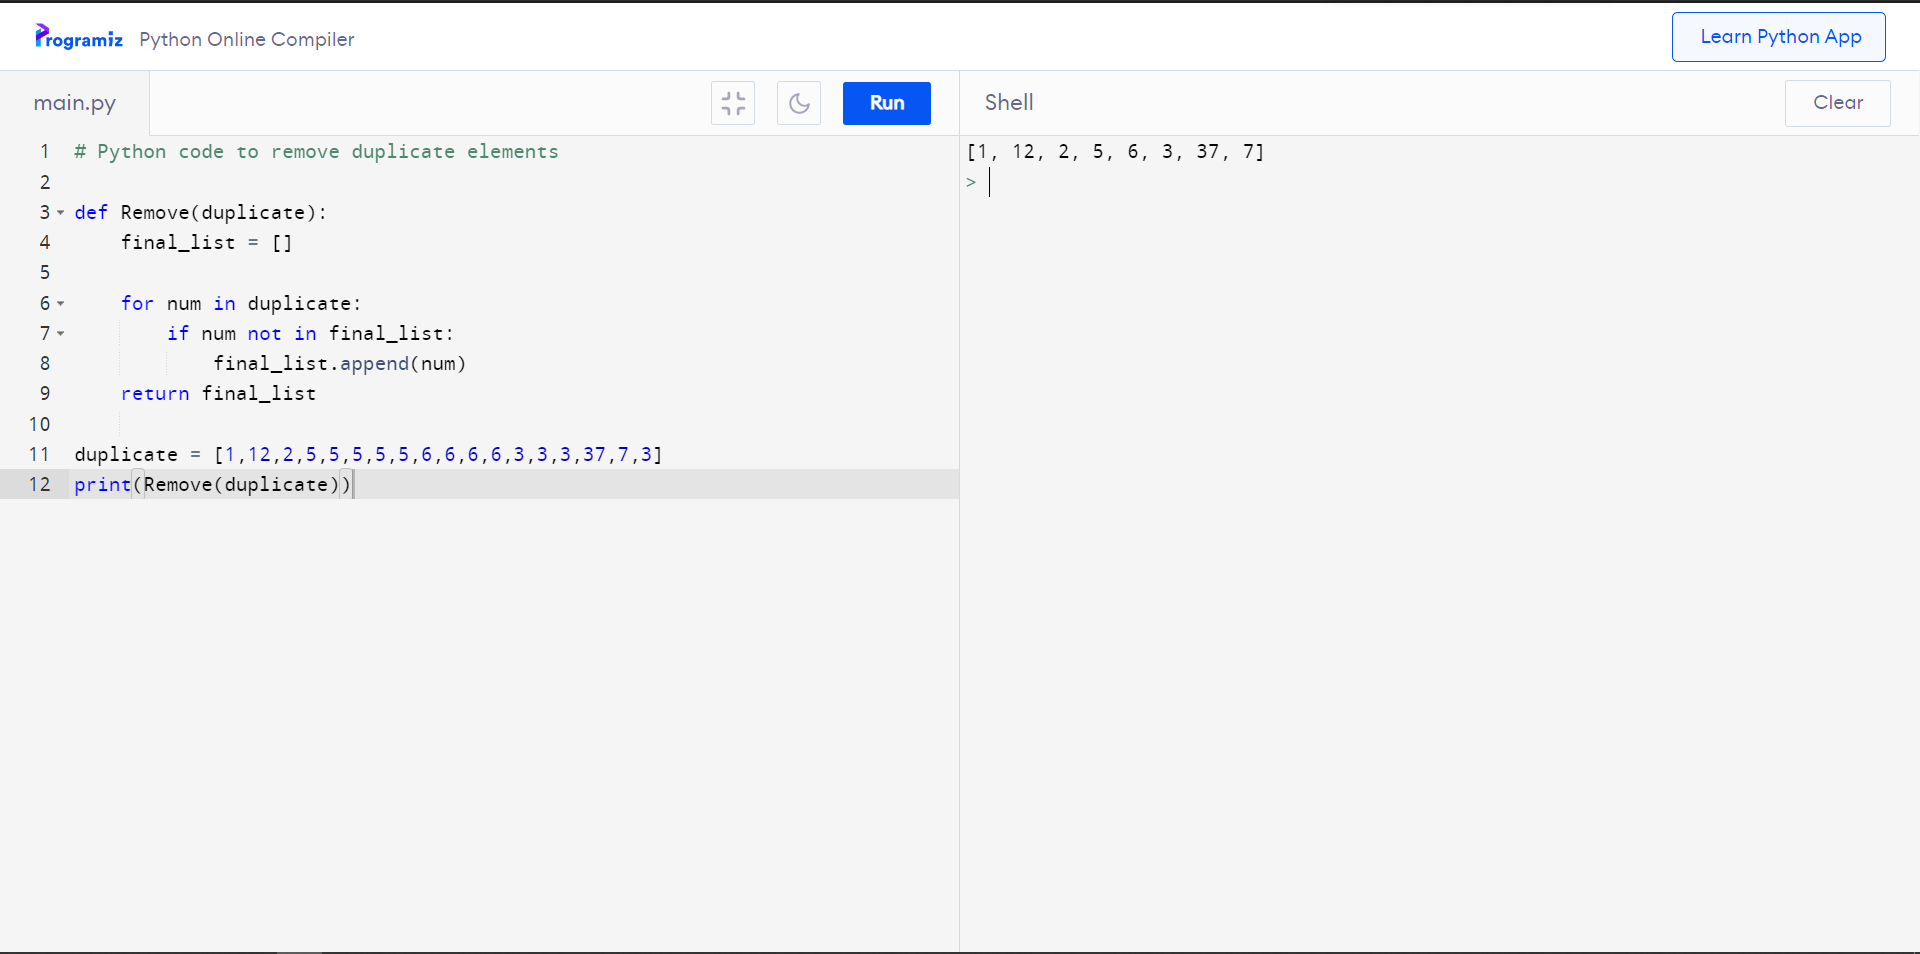 Programiz Python Online Compiler
Learn Python App
main.py
Run
Shell
Clear
1 # Python code to remove duplicate elements
2
3 def Remove(duplicate):
4     final_list = []
5
6     for num in duplicate:
7         if num not in final_list:
8             final_list.append(num)
9     return final_list
10
11 duplicate = [1,12,2,5,5,5,5,5,6,6,6,6,3,3,3,37,7,3]
12 print(Remove(duplicate))
[1, 12, 2, 5, 6, 3, 37, 7]
>